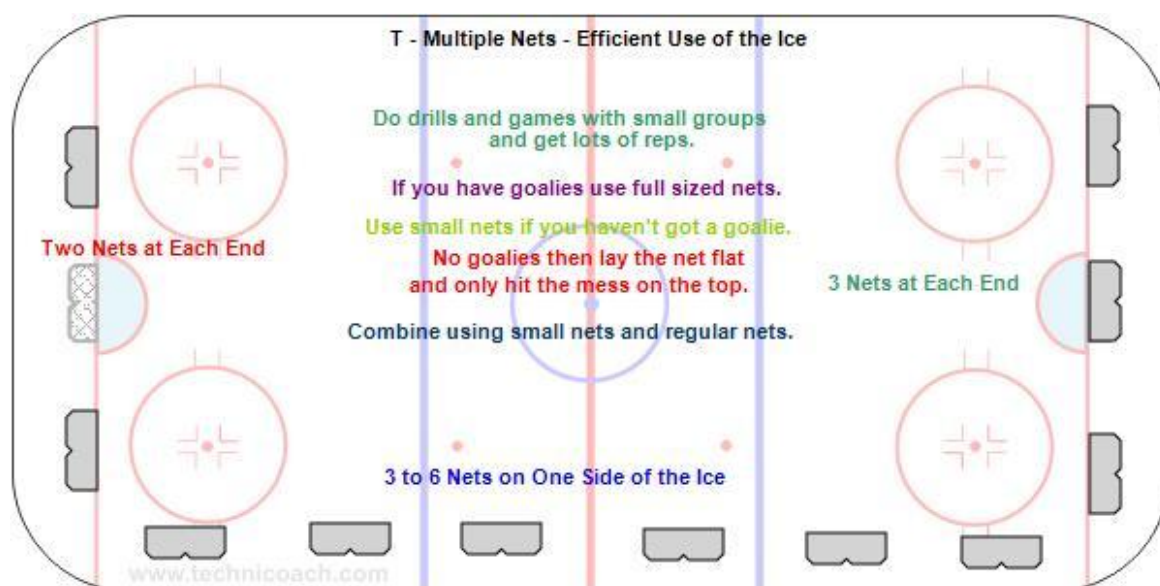 T - Multiple Nets - Efficient Use of the Ice
Do drills and games with small groups
and get lots of reps.
If you have goalies use full sized nets.
Use small nets if you haven't got a goalie.
Two Nets at Each End
No goalies then lay the net flat
and only hit the mess on the top.
3 Nets at Each End
Combine using small nets and regular nets.
3 to 6 Nets on One Side of the Ice
www.technicoach.com